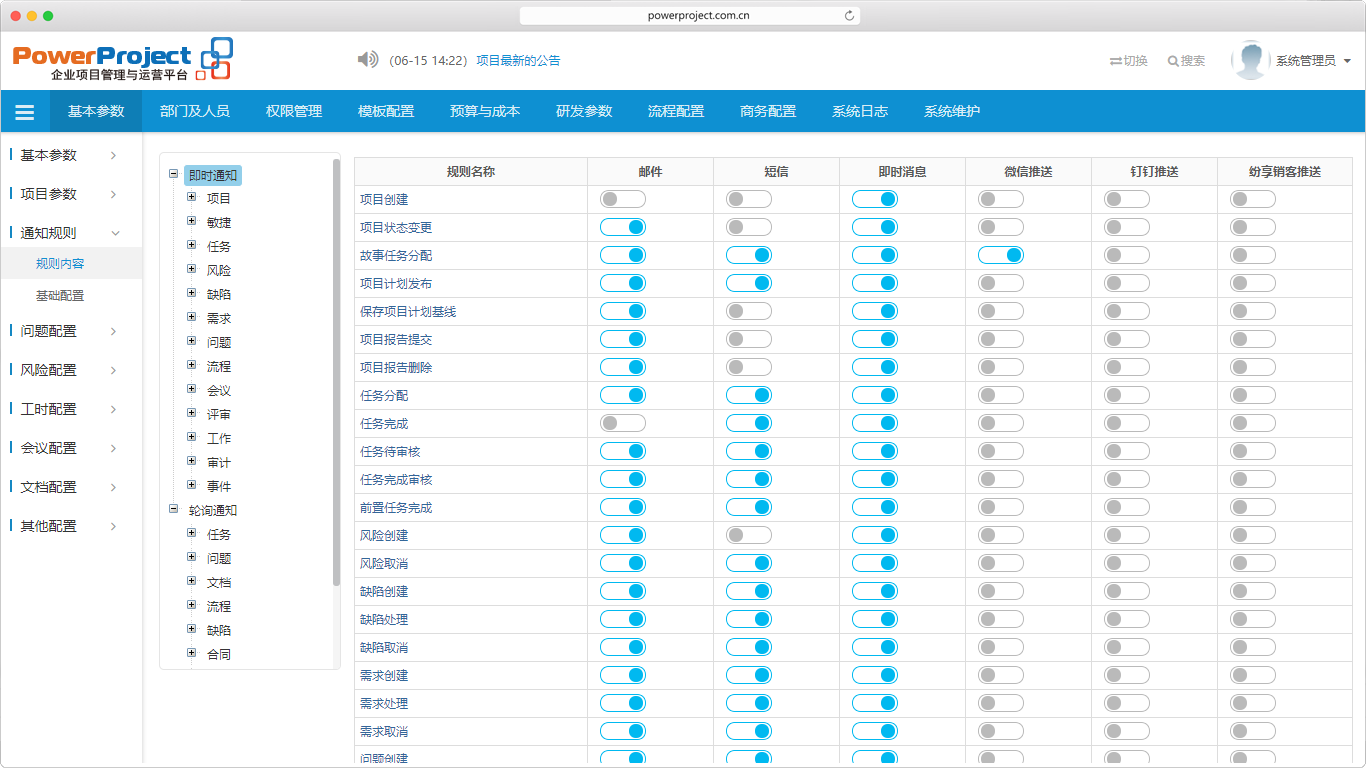 powerproject.com.cn
PowerProject
企业项目管理与运营平台
(06-15 14:22) 项目最新的公告
切换 搜索 系统管理员
基本参数 部门及人员 权限管理 模板配置 预算与成本 研发参数 流程配置 商务配置 系统日志 系统维护
基本参数
项目参数
通知规则
规则内容
基础配置
问题配置
风险配置
工时配置
会议配置
文档配置
其他配置
即时通知
项目
敏捷
任务
风险
缺陷
需求
问题
流程
会议
评审
工作
审计
事件
轮询通知
任务
问题
文档
流程
缺陷
合同
规则名称 邮件 短信 即时消息 微信推送 钉钉推送 纷享销客推送
项目创建
项目状态变更
故事任务分配
项目计划发布
保存项目计划基线
项目报告提交
项目报告删除
任务分配
任务完成
任务待审核
任务完成审核
前置任务完成
风险创建
风险取消
缺陷创建
缺陷处理
缺陷取消
需求创建
需求处理
需求取消
问题创建